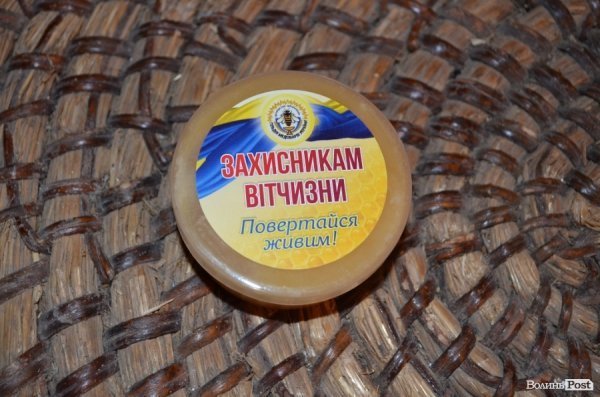 ЗАХИСНИКАМ
ВІТЧИЗНИ
Повертайся
живим!
ВолиньPost